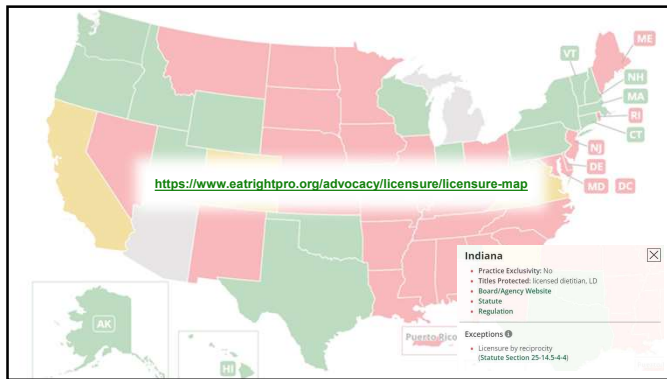 ME
VT
NH
MA
RI
CT
NJ
DE
MD
DC
https://www.eatrightpro.org/advocacy/licensure/licensure-map
Indiana
• Practice Exclusivity: No
• Titles Protected: licensed dietitian, LD
• Board/Agency Website
• Statute
• Regulation
Exceptions
• Licensure by reciprocity
(Statute Section 25-14.5-4-4)
AK
HI
Puerto Rico